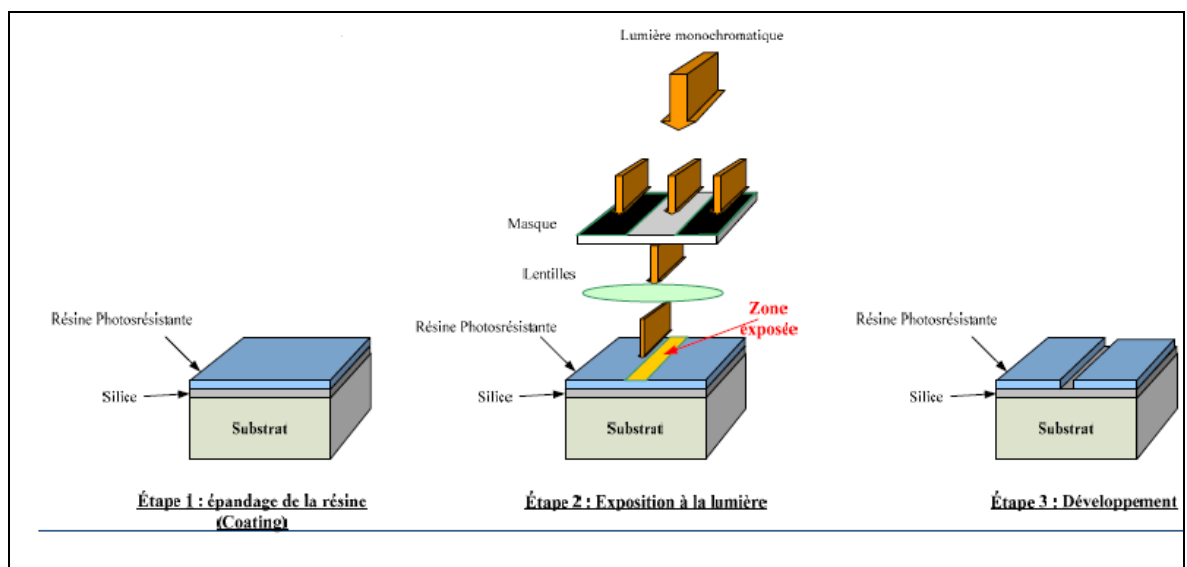 Lumière monochromatique
Masque
Lentilles
Zone
exposée
Résine Photosrésistante
Résine Photosrésistante
Résine Photosrésistante
Silice
Silice
Silice
Substrat
Substrat
Substrat
Étape 1 : épandage de la résine
(Coating)
Étape 2 : Exposition à la lumière
Étape 3 : Développement